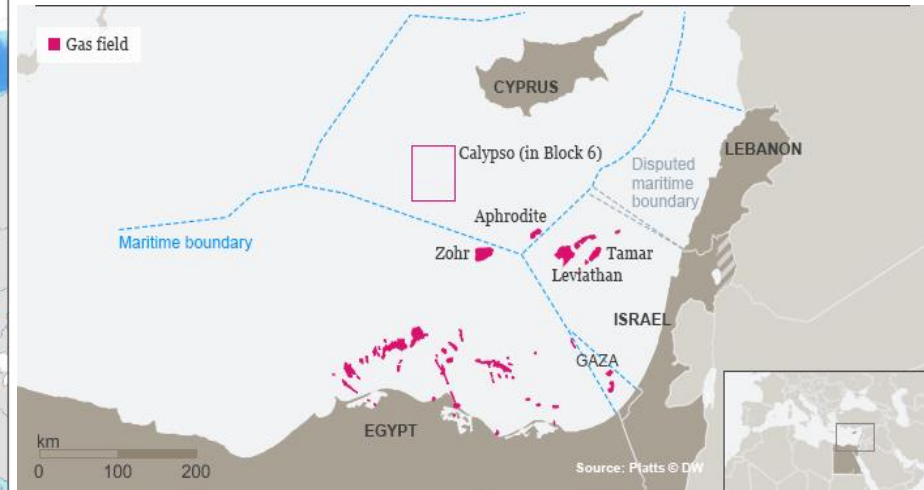 Gas field
CYPRUS
Calypso (in Block 6)
LEBANON
Disputed
maritime
boundary
Aphrodite
Maritime boundary
Zohr
Tamar
Leviathan
ISRAEL
GAZA
EGYPT
km
0 100 200
Source: Platts © DW